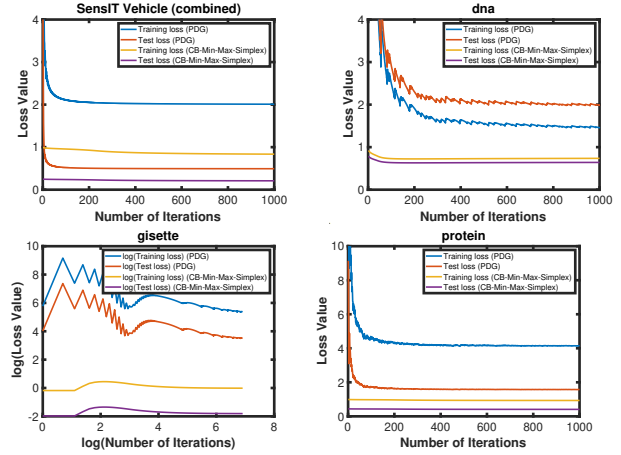 SensIT Vehicle (combined)
4
3
2
1
0
Loss Value
Training loss (PDG)
Test loss (PDG)
Training loss (CB-Min-Max-Simplex)
Test loss (CB-Min-Max-Simplex)
0 200 400 600 800 1000
Number of Iterations
dna
4
3
2
1
0
Loss Value
Training loss (PDG)
Test loss (PDG)
Training loss (CB-Min-Max-Simplex)
Test loss (CB-Min-Max-Simplex)
0 200 400 600 800 1000
Number of Iterations
gisette
10
8
6
4
2
0
-2
log(Loss Value)
log(Training loss) (PDG)
log(Test loss) (PDG)
log(Training loss) (CB-Min-Max-Simplex)
log(Test loss) (CB-Min-Max-Simplex)
0 2 4 6 8
log(Number of Iterations)
protein
10
8
6
4
2
0
Loss Value
Training loss (PDG)
Test loss (PDG)
Training loss (CB-Min-Max-Simplex)
Test loss (CB-Min-Max-Simplex)
0 200 400 600 800 1000
Number of Iterations